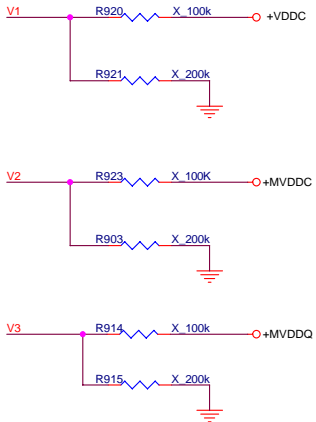 V1 R920 X_100k +VDDC
R921 X_200k
V2 R923 X_100K +MVDDC
R903 X_200k
V3 R914 X_100k +MVDDQ
R915 X_200k